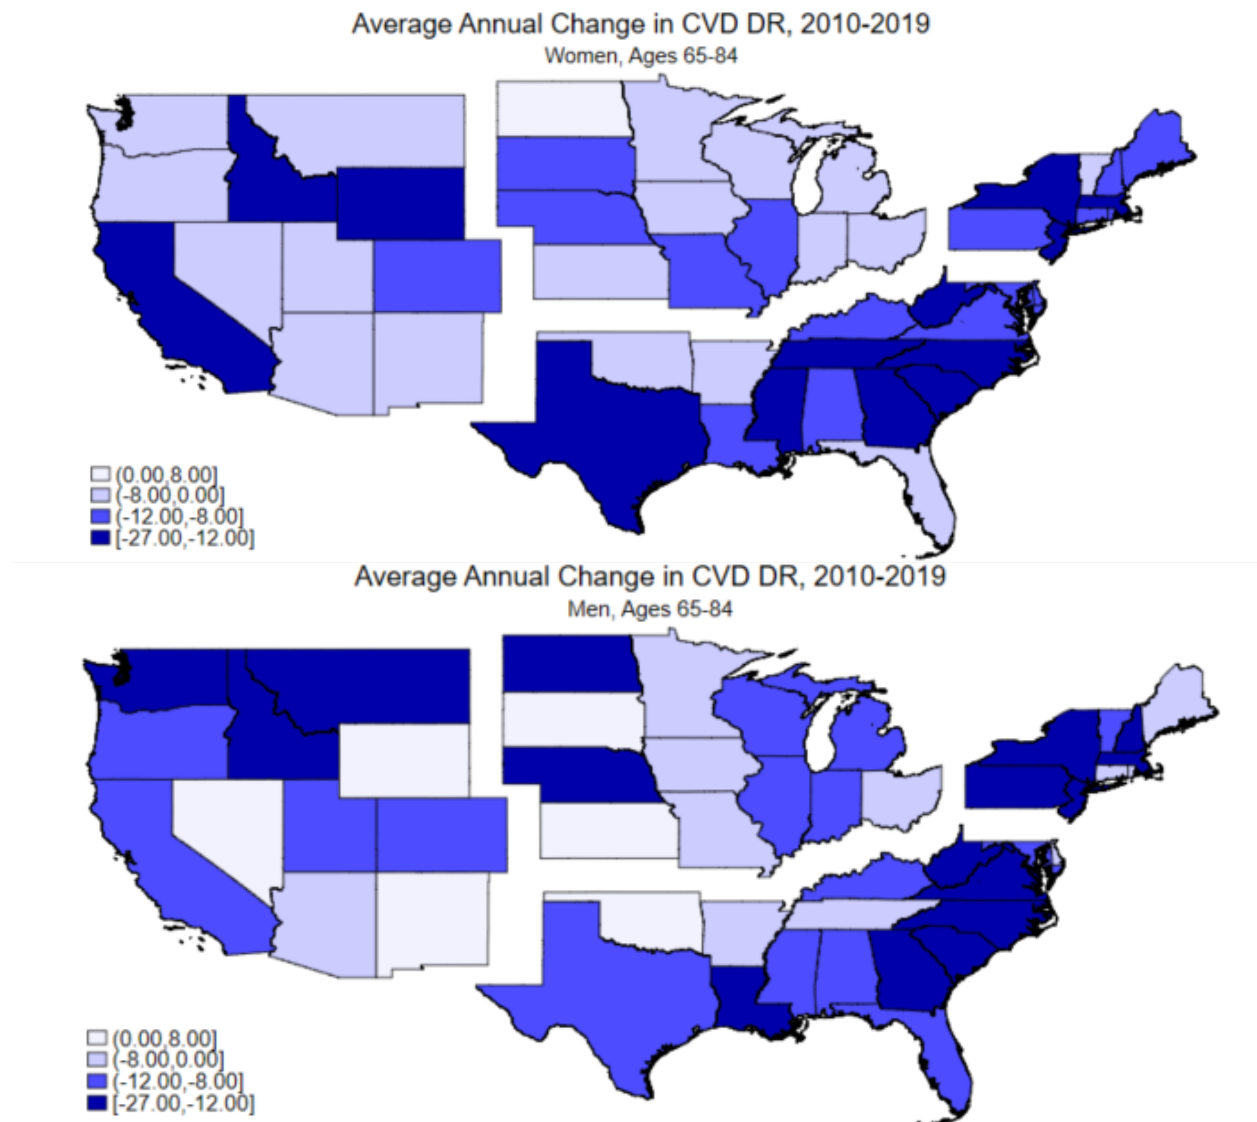 Average Annual Change in CVD DR, 2010-2019
Women, Ages 65-84
(0.00,8.00]
(-8.00,0.00]
(-12.00,-8.00]
[-27.00,-12.00]
Average Annual Change in CVD DR, 2010-2019
Men, Ages 65-84
(0.00,8.00]
(-8.00,0.00]
(-12.00,-8.00]
[-27.00,-12.00]